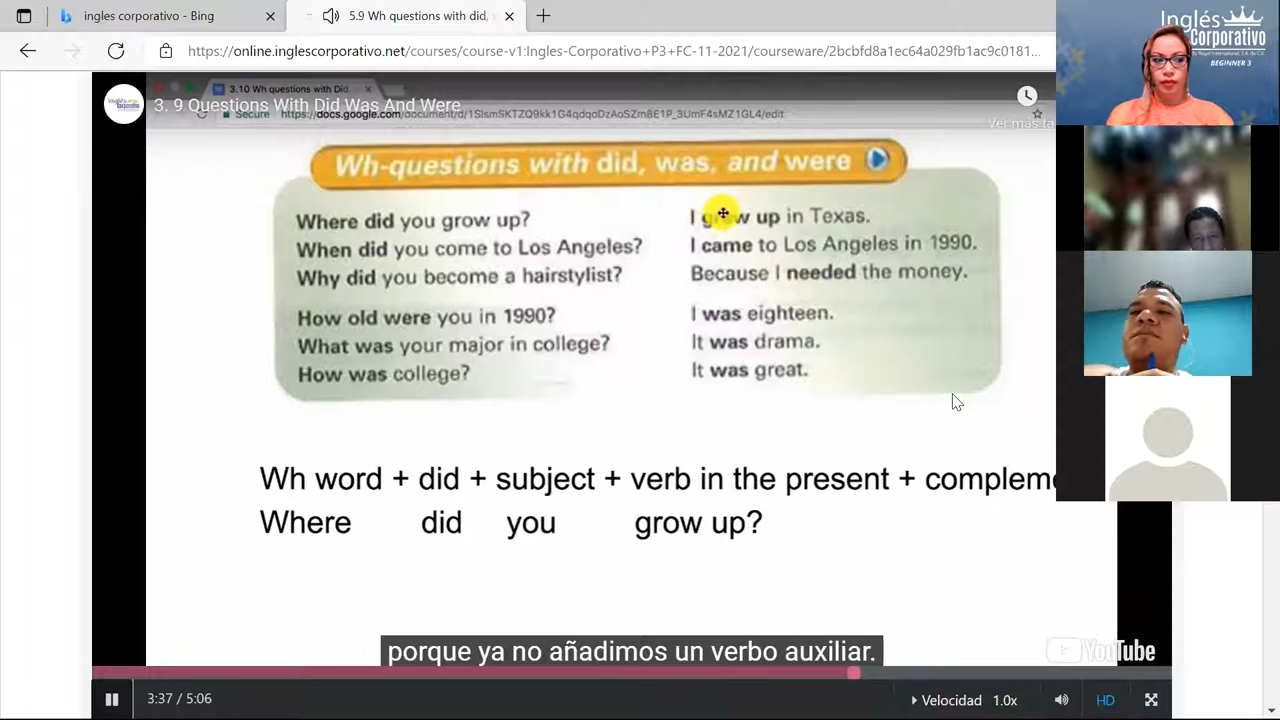 ingles corporativo - Bing
5.9 Wh questions with did,
https://online.inglescorporativo.net/courses/course-v1:Ingles-Corporativo+P3+FC-11-2021/courseware/2bcbfd8a1ec64a029fb1ac9c0181...
Inglés
Corporativo
BEGINNER 3
3.10 Wh questions with Did,
3. 9 Questions With Did Was And Were
Secure
Wh-questions with did, was, and were
Where did you grow up?
I grow up in Texas.
When did you come to Los Angeles?
I came to Los Angeles in 1990.
Why did you become a hairstylist?
Because I needed the money.
How old were you in 1990?
I was eighteen.
What was your major in college?
It was drama.
How was college?
It was great.
Wh word + did + subject + verb in the present + compleme
Where did you grow up?
porque ya no añadimos un verbo auxiliar.
YouTube
3:37 / 5:06
Velocidad 1.0x
HD